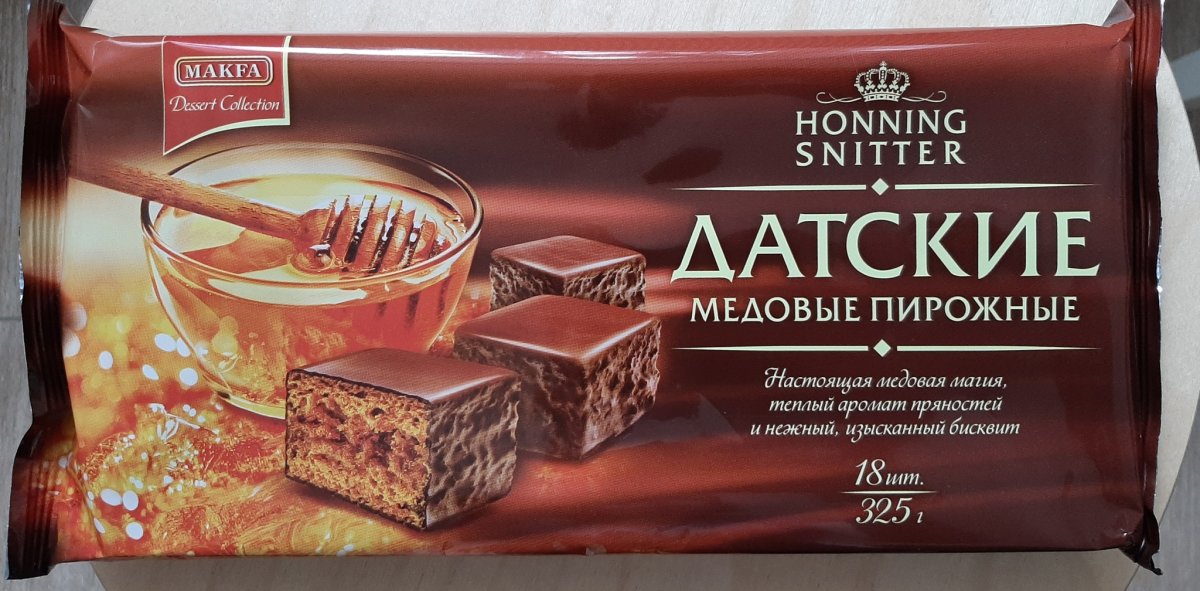 MAKFA
Dessert Collection
HONNING
SNITTER
ДАТСКИЕ
МЕДОВЫЕ ПИРОЖНЫЕ
Настоящая медовая магия,
теплый аромат пряностей
и нежный, изысканный бисквит
18 шт.
325 г